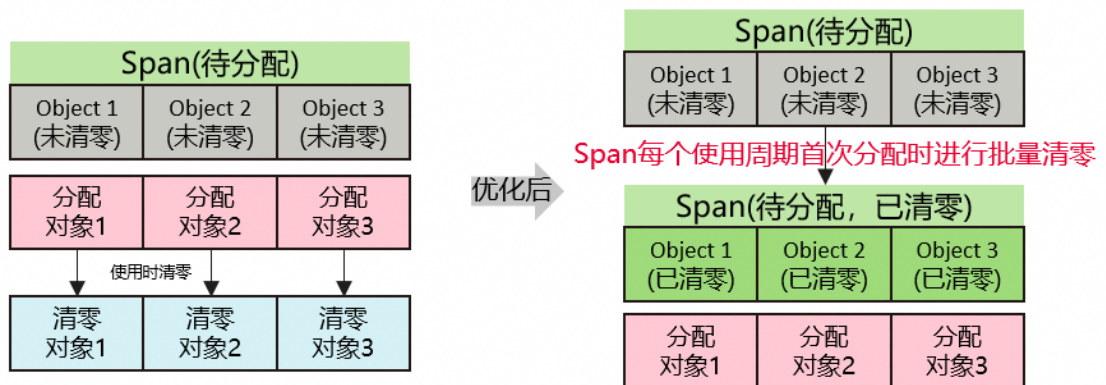 Span(待分配)
Object 1 Object 2 Object 3
(未清零) (未清零) (未清零)
分配 分配 分配
对象1 对象2 对象3
使用时清零
清零 清零 清零
对象1 对象2 对象3
优化后
Span(待分配)
Object 1 Object 2 Object 3
(未清零) (未清零) (未清零)
Span每个使用周期首次分配时进行批量清零
Span(待分配，已清零)
Object 1 Object 2 Object 3
(已清零) (已清零) (已清零)
分配 分配 分配
对象1 对象2 对象3